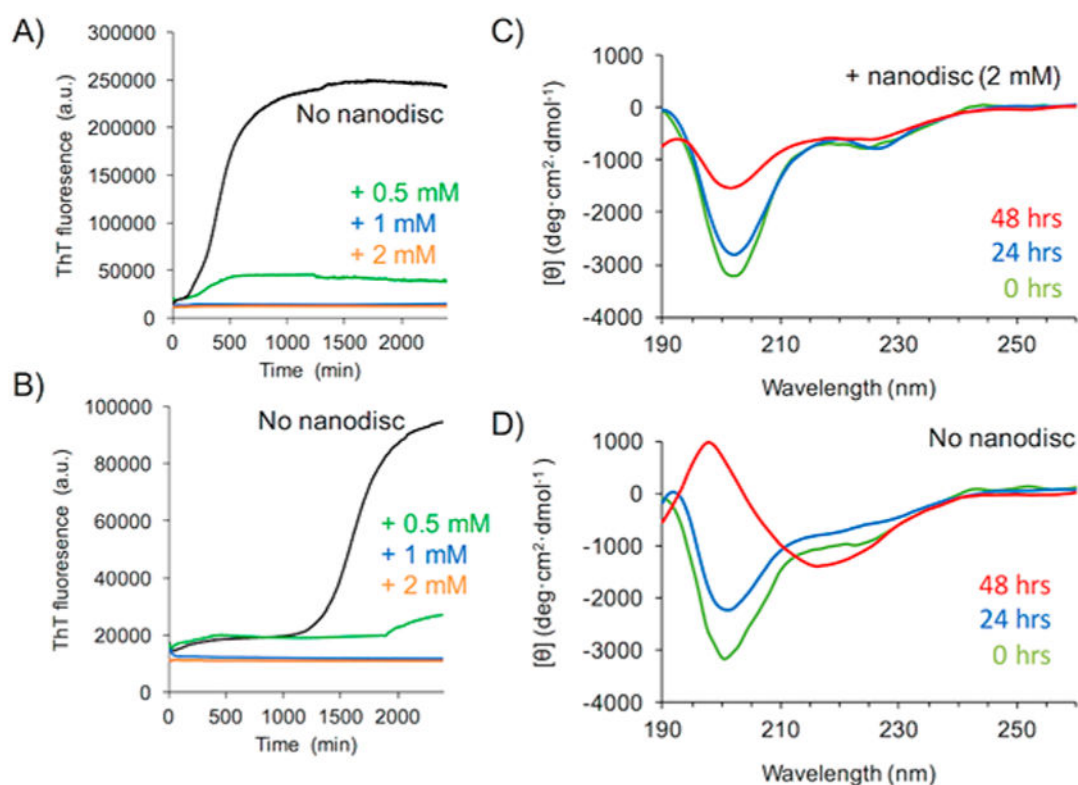 A)
ThT fluoresence (a.u.)
300000
250000
200000
150000
100000
50000
0
No nanodisc
+ 0.5 mM
+ 1 mM
+ 2 mM
0 500 1000 1500 2000
Time (min)
B)
ThT fluoresence (a.u.)
100000
80000
60000
40000
20000
0
No nanodisc
+ 0.5 mM
+ 1 mM
+ 2 mM
0 500 1000 1500 2000
Time (min)
C)
[θ] (deg·cm²·dmol⁻¹)
1000
0
-1000
-2000
-3000
-4000
+ nanodisc (2 mM)
48 hrs
24 hrs
0 hrs
190 210 230 250
Wavelength (nm)
D)
[θ] (deg·cm²·dmol⁻¹)
1000
0
-1000
-2000
-3000
-4000
No nanodisc
48 hrs
24 hrs
0 hrs
190 210 230 250
Wavelength (nm)